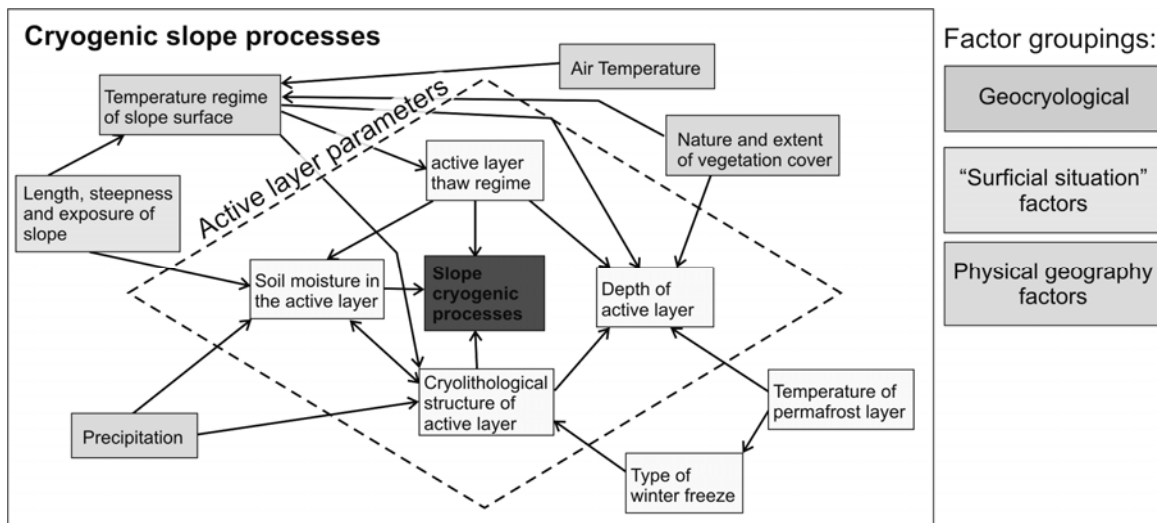 Cryogenic slope processes
Factor groupings:
Air Temperature
Temperature regime
of slope surface
Geocryological
Active layer parameters
Nature and extent
of vegetation cover
active layer
thaw regime
Length, steepness
and exposure of
slope
“Surficial situation”
factors
Soil moisture in
the active layer
Slope
cryogenic
processes
Depth of
active layer
Physical geography
factors
Cryolithological
structure of
active layer
Temperature of
permafrost layer
Precipitation
Type of
winter freeze